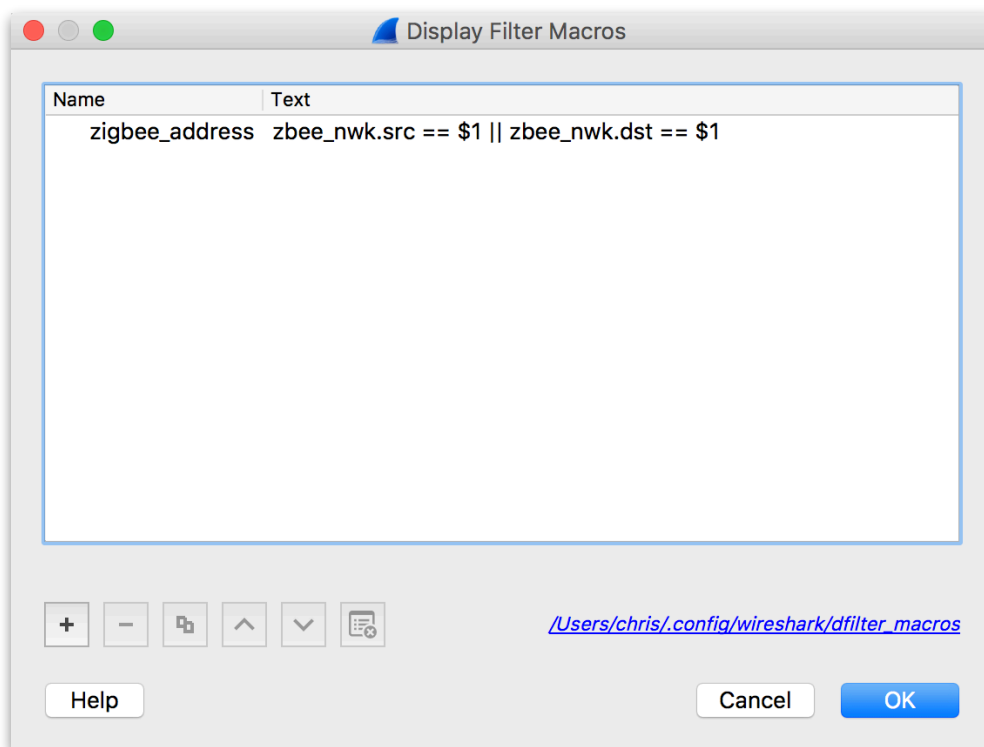 Display Filter Macros
Name Text
zigbee_address zbee_nwk.src == $1 || zbee_nwk.dst == $1
/Users/chris/.config/wireshark/dfilter_macros
Help Cancel OK